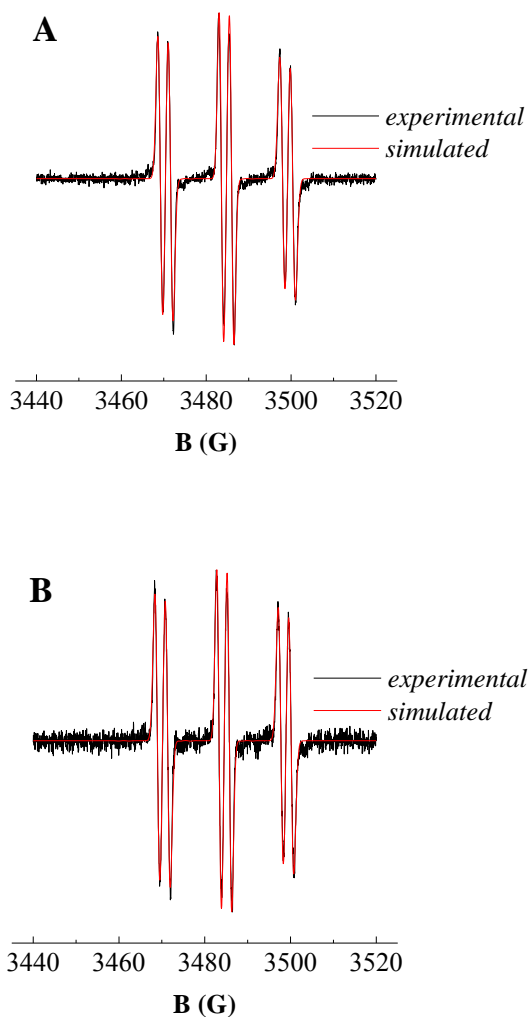 A
experimental
simulated
3440 3460 3480 3500 3520
B (G)
B
experimental
simulated
3440 3460 3480 3500 3520
B (G)